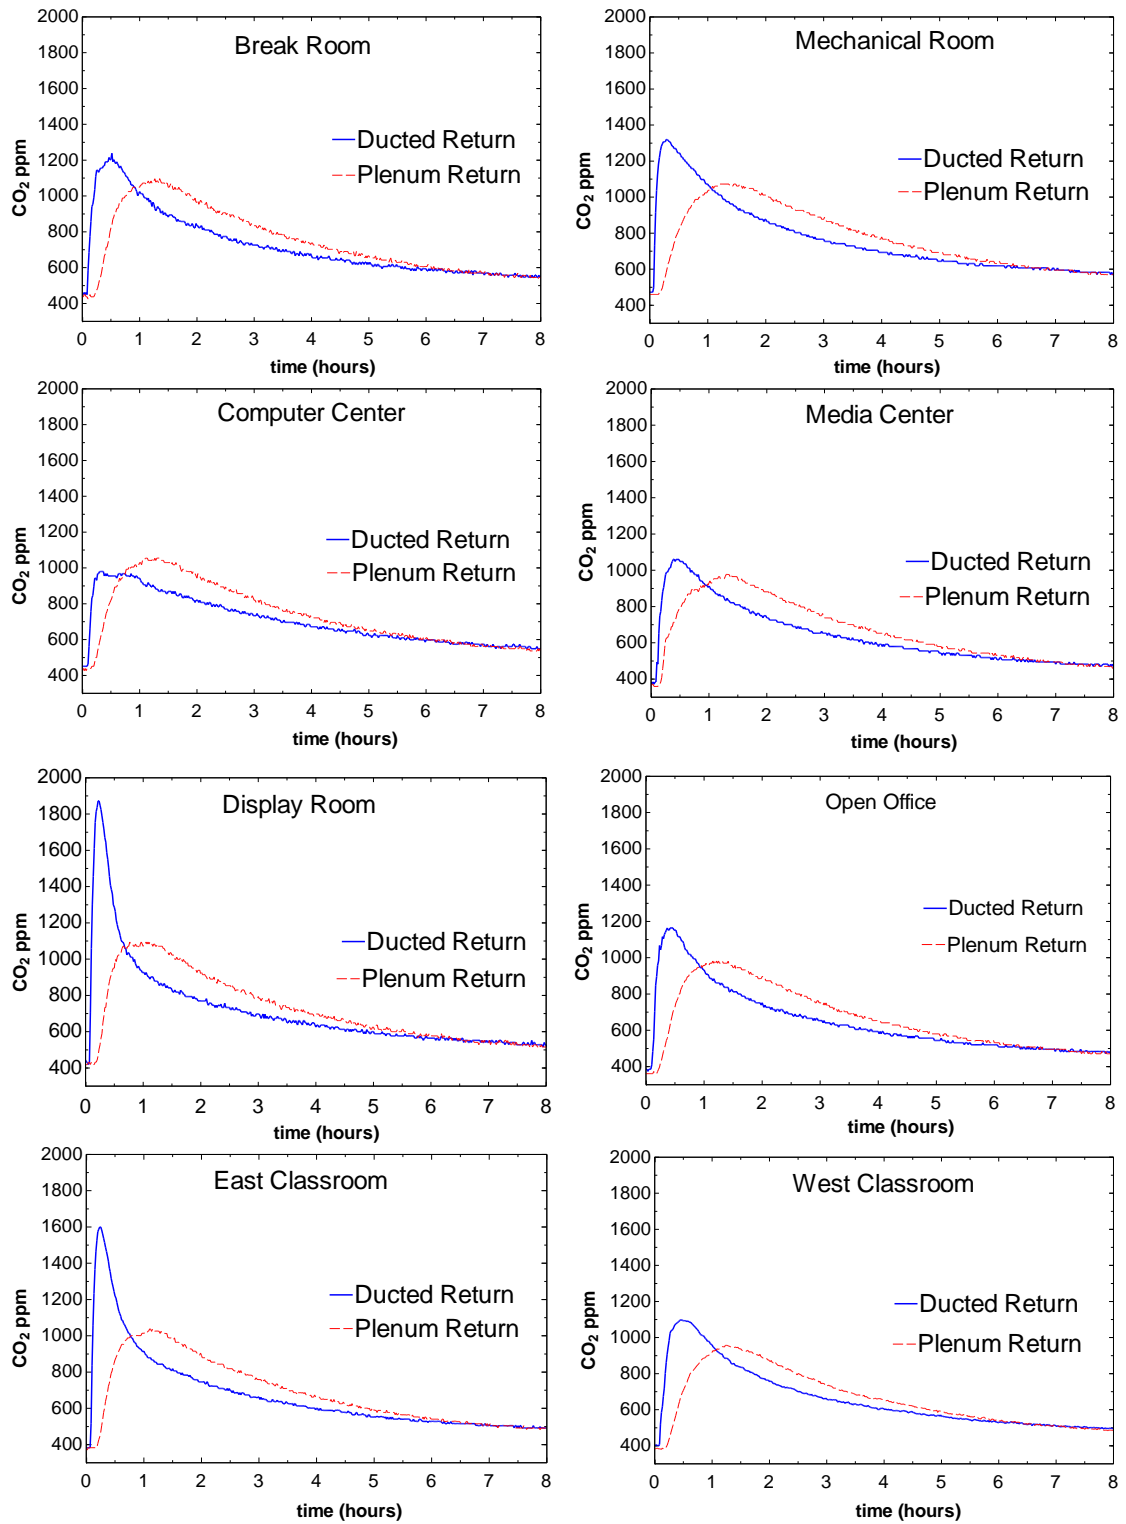 Break Room
2000
1800
1600
1400
1200
1000
800
600
400
CO2 ppm
Ducted Return
Plenum Return
0 1 2 3 4 5 6 7 8
time (hours)
Mechanical Room
2000
1800
1600
1400
1200
1000
800
600
400
CO2 ppm
Ducted Return
Plenum Return
0 1 2 3 4 5 6 7 8
time (hours)
Computer Center
2000
1800
1600
1400
1200
1000
800
600
400
CO2 ppm
Ducted Return
Plenum Return
0 1 2 3 4 5 6 7 8
time (hours)
Media Center
2000
1800
1600
1400
1200
1000
800
600
400
CO2 ppm
Ducted Return
Plenum Return
0 1 2 3 4 5 6 7 8
time (hours)
Display Room
2000
1800
1600
1400
1200
1000
800
600
400
CO2 ppm
Ducted Return
Plenum Return
0 1 2 3 4 5 6 7 8
time (hours)
Open Office
2000
1800
1600
1400
1200
1000
800
600
400
CO2 ppm
Ducted Return
Plenum Return
0 1 2 3 4 5 6 7 8
time (hours)
East Classroom
2000
1800
1600
1400
1200
1000
800
600
400
CO2 ppm
Ducted Return
Plenum Return
0 1 2 3 4 5 6 7 8
time (hours)
West Classroom
2000
1800
1600
1400
1200
1000
800
600
400
CO2 ppm
Ducted Return
Plenum Return
0 1 2 3 4 5 6 7 8
time (hours)